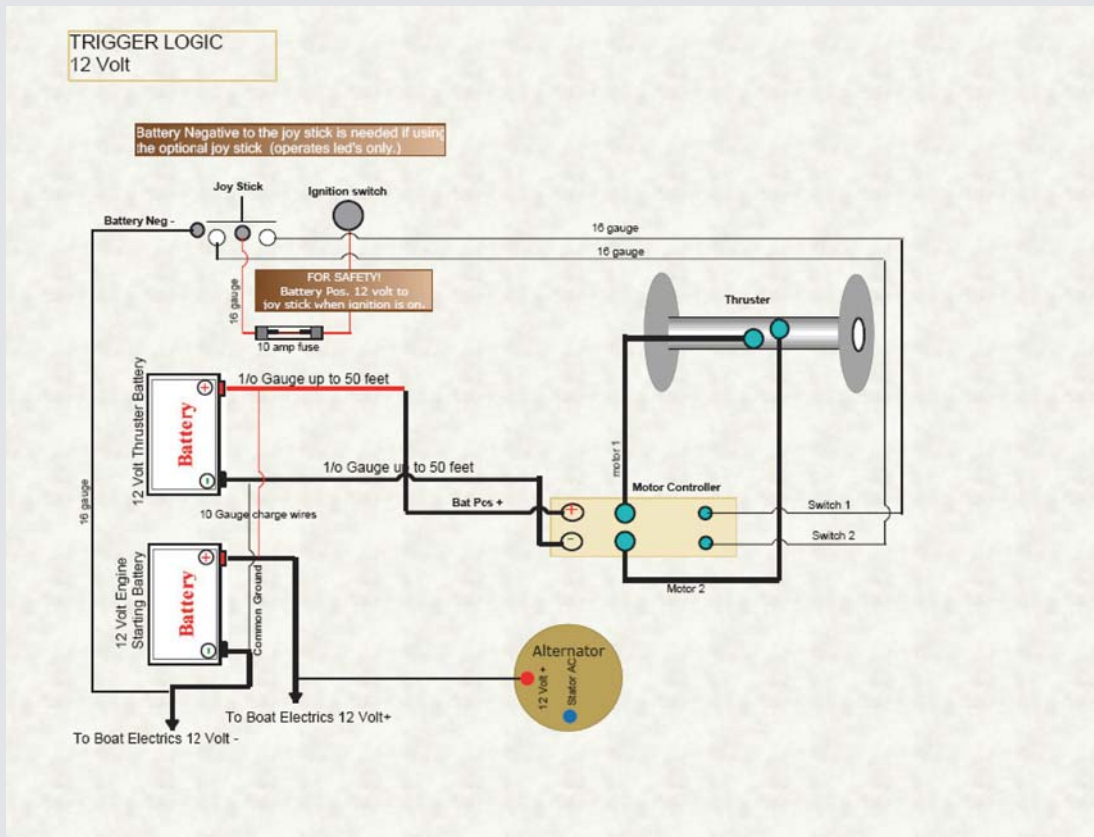 TRIGGER LOGIC
12 Volt
Battery Negative to the joy stick is needed if using
the optional joy stick (operates led's only.)
Joy Stick
Ignition switch
Battery Neg -
16 gauge
16 gauge
FOR SAFETY!
Battery Pos. 12 volt to
joy stick when ignition is on.
16 gauge
10 amp fuse
Thruster
12 Volt Thruster Battery
+
Battery
-
1/o Gauge up to 50 feet
1/o Gauge up to 50 feet
motor 1
Motor Controller
Bat Pos +
+
-
Switch 1
Switch 2
Motor 2
16 gauge
10 Gauge charge wires
12 Volt Engine
Starting Battery
+
Battery
-
Common Ground
Alternator
12 Volt +
Stator AC
To Boat Electrics 12 Volt+
To Boat Electrics 12 Volt -